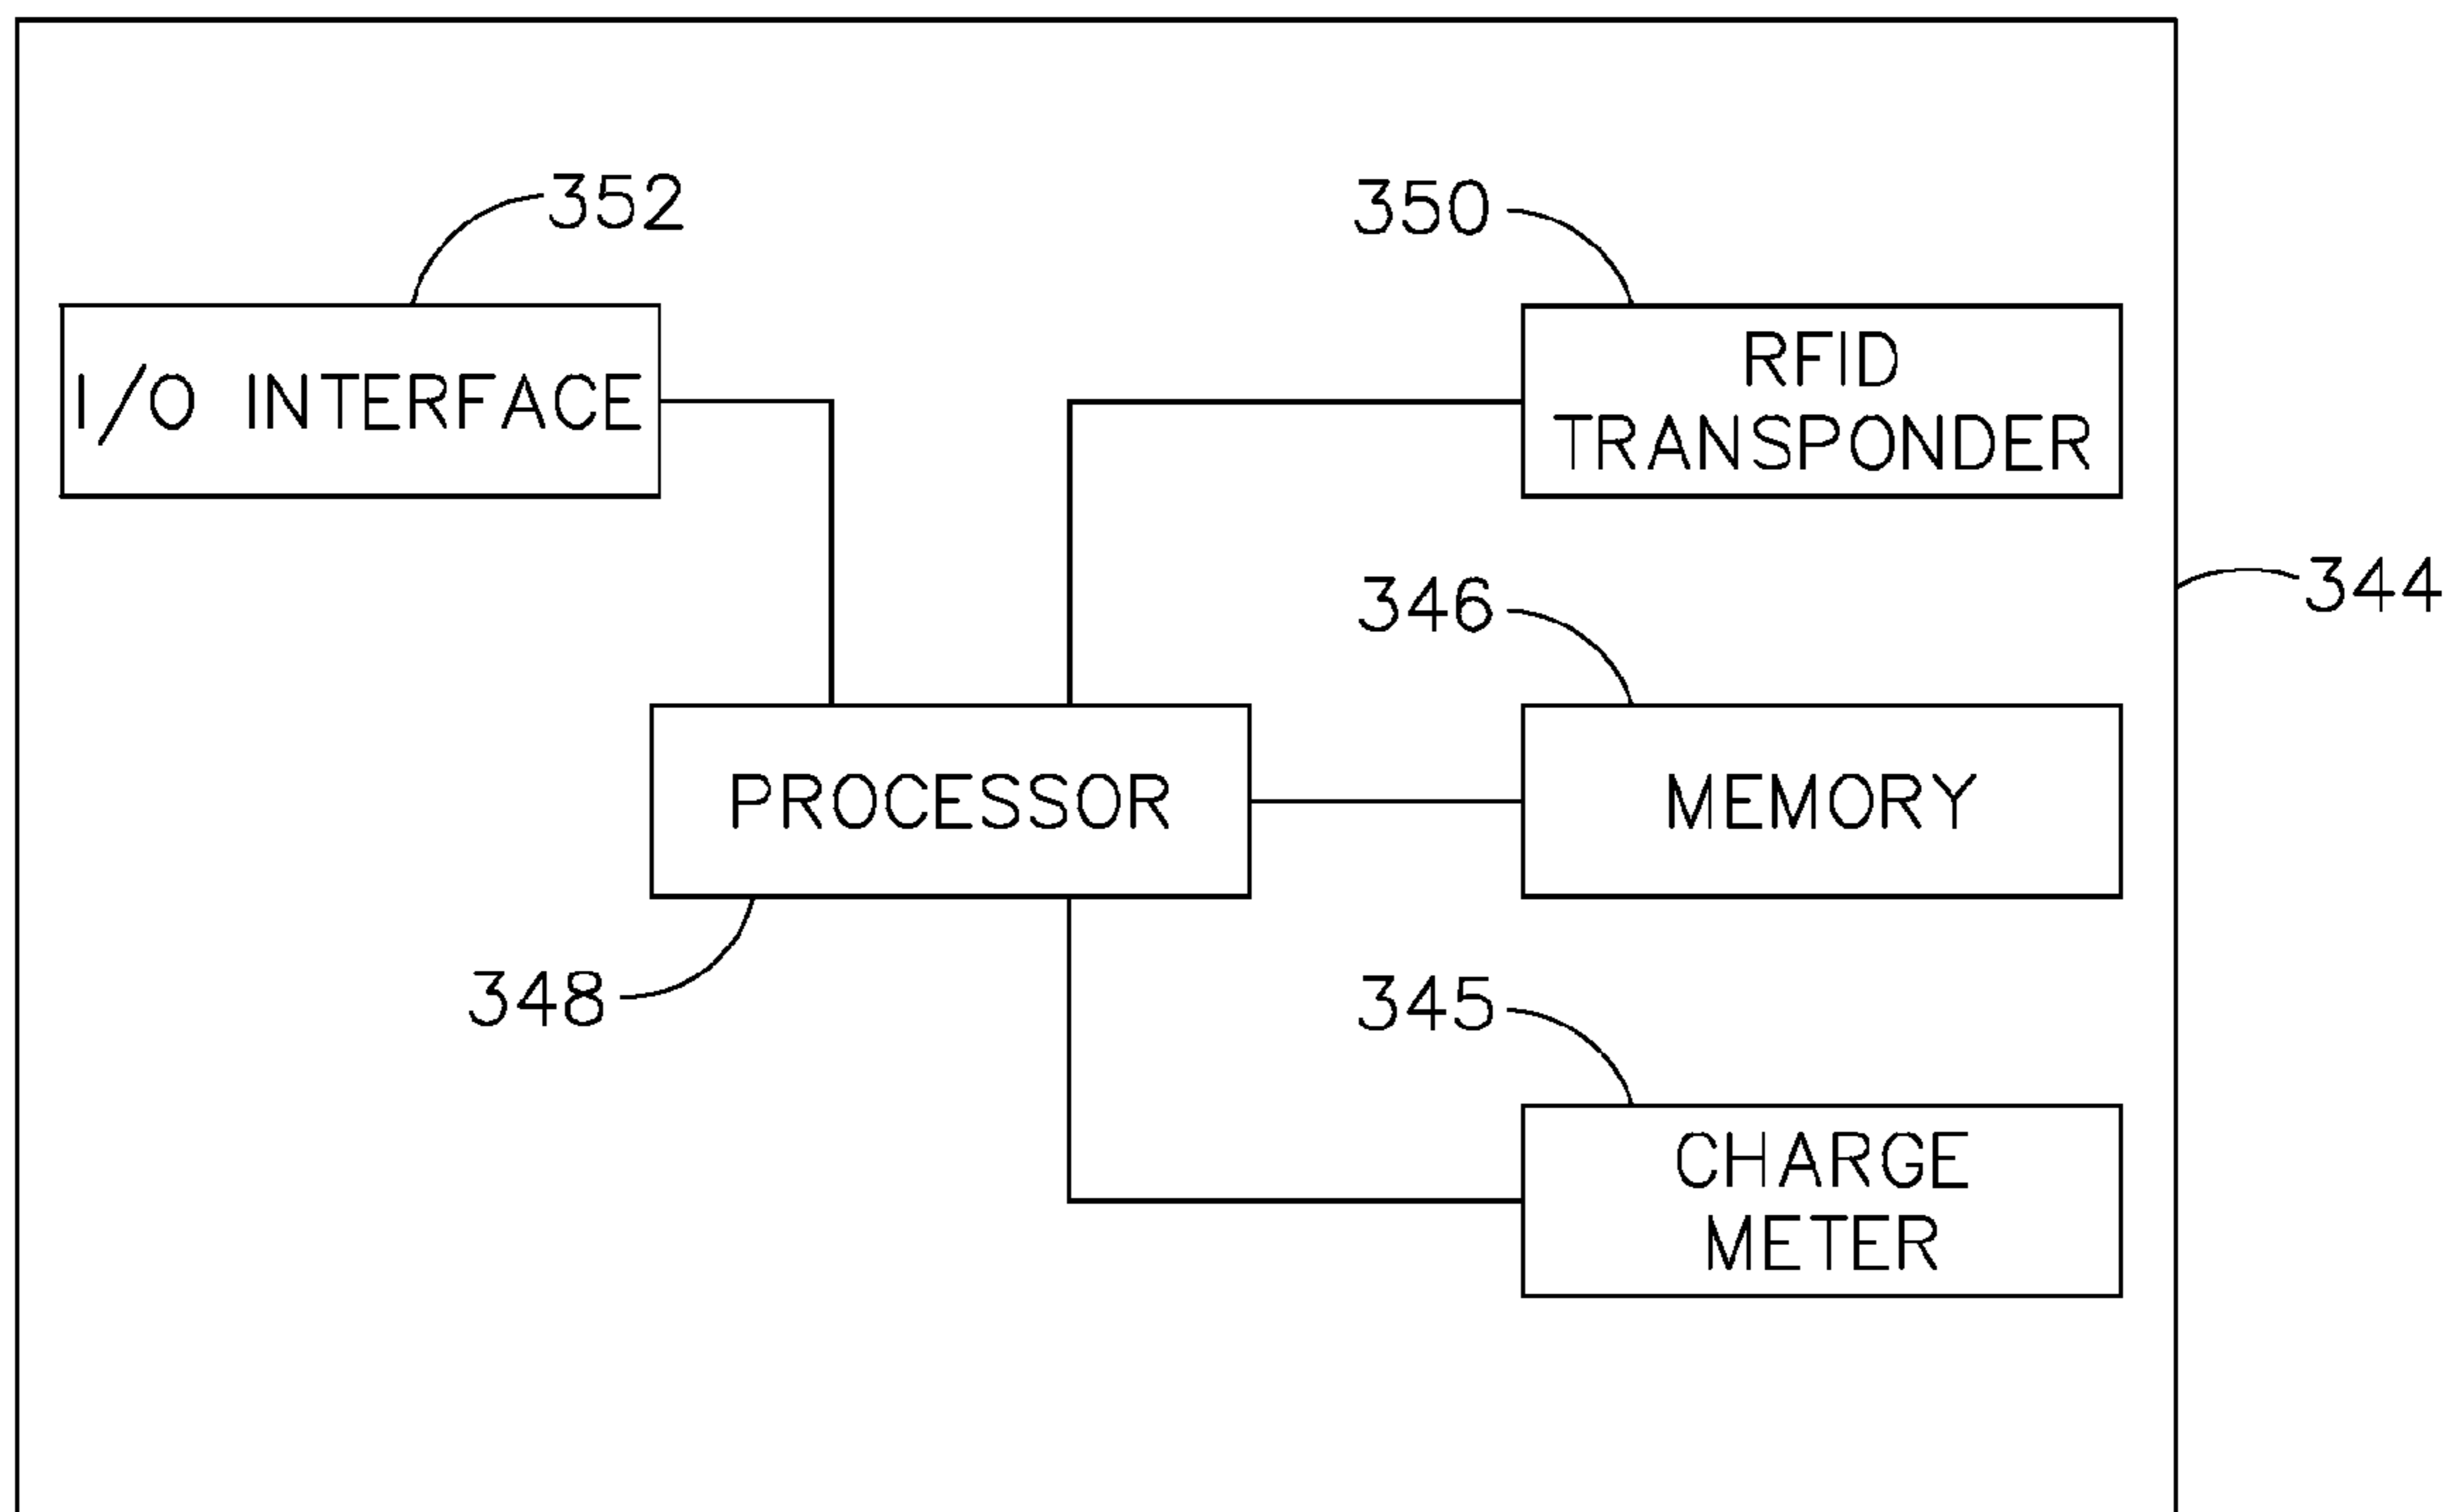 352
350
I/O INTERFACE
RFID
TRANSPONDER
344
346
PROCESSOR
MEMORY
348
345
CHARGE
METER